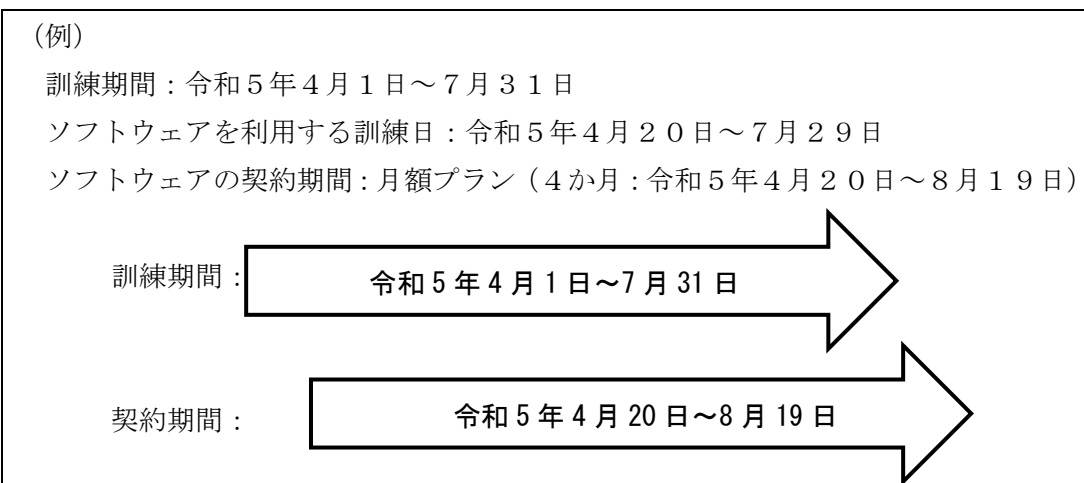 （例）
訓練期間：令和５年４月１日～７月３１日
ソフトウェアを利用する訓練日：令和５年４月２０日～７月２９日
ソフトウェアの契約期間：月額プラン（４か月：令和５年４月２０日～８月１９日）
訓練期間： 令和 5 年 4 月 1 日～7 月 31 日
契約期間： 令和 5 年 4 月 20 日～8 月 19 日